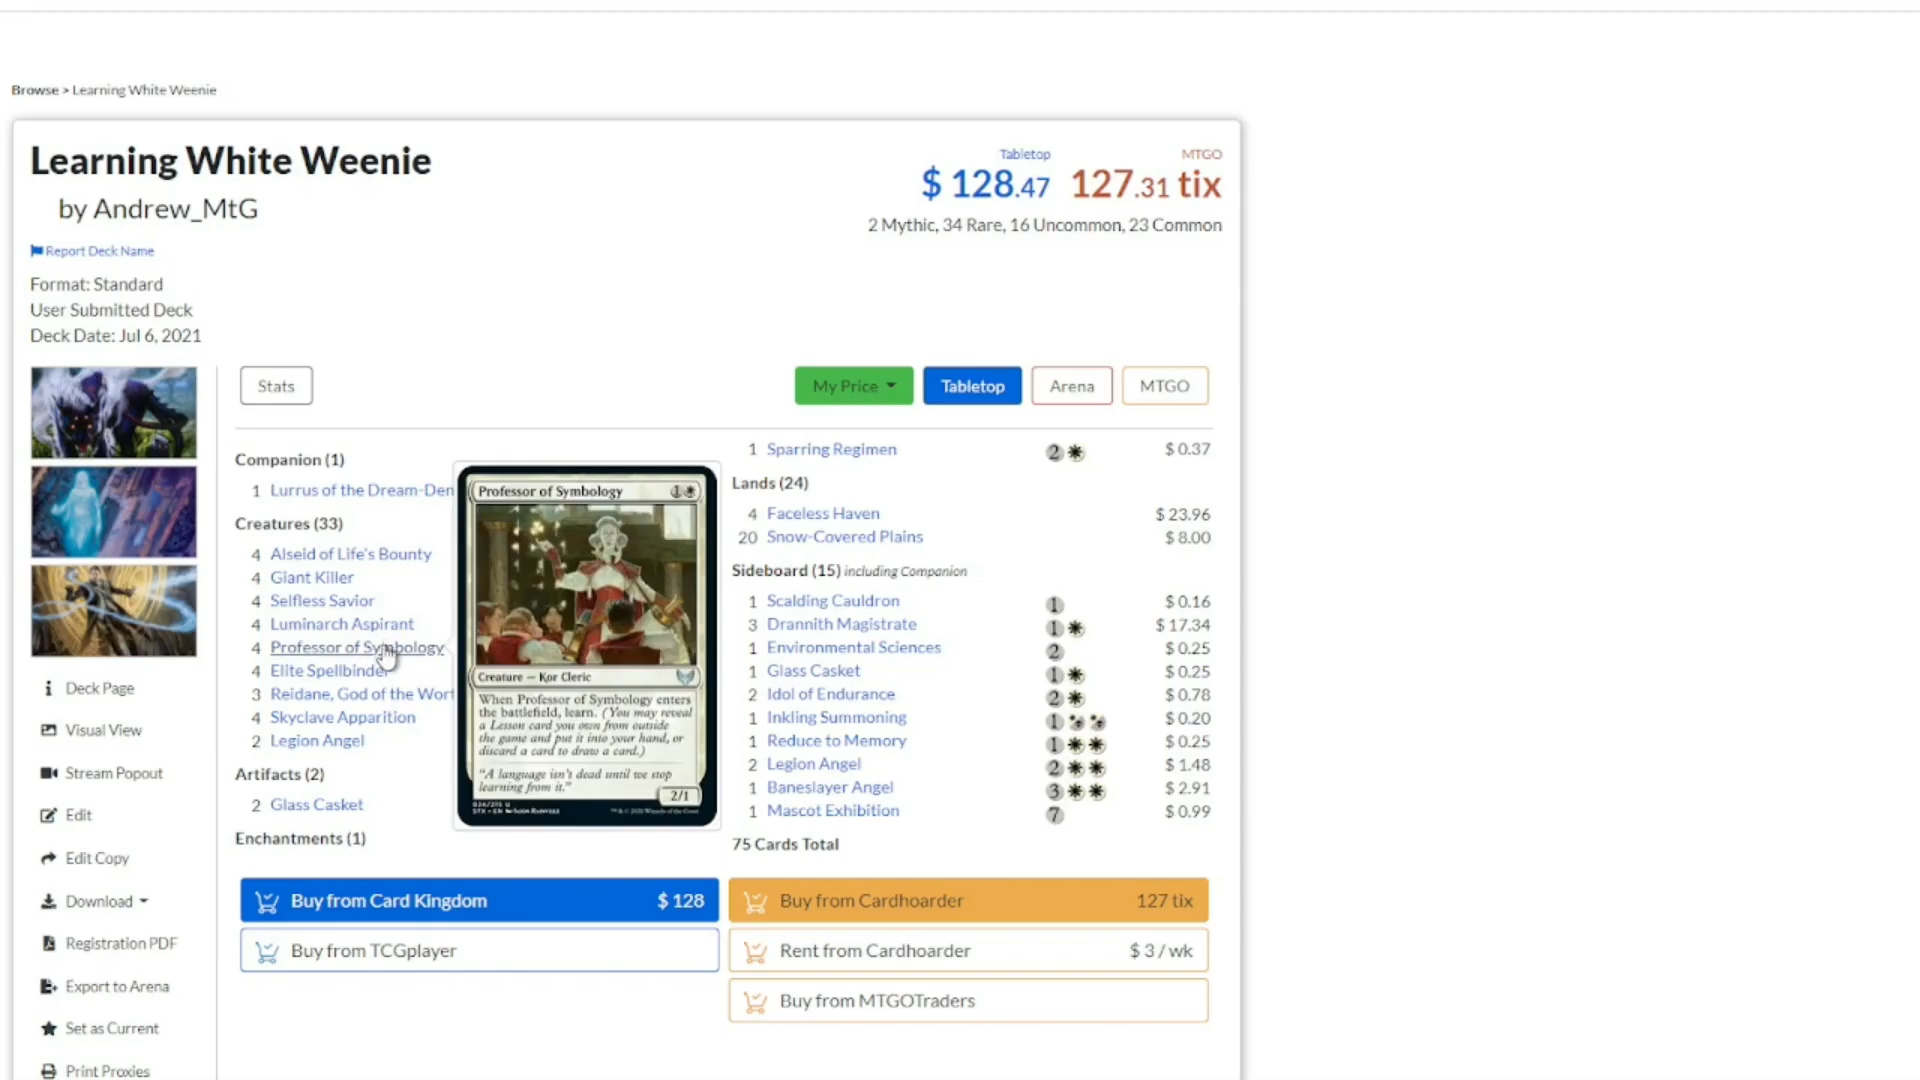 Browse > Learning White Weenie
Learning White Weenie
by Andrew_MtG
Report Deck Name
Format: Standard
User Submitted Deck
Deck Date: Jul 6, 2021
Tabletop
$ 128.47
MTGO
127.31 tix
2 Mythic, 34 Rare, 16 Uncommon, 23 Common
Stats
My Price
Tabletop
Arena
MTGO
Deck Page
Visual View
Stream Popout
Edit
Edit Copy
Download
Registration PDF
Export to Arena
Set as Current
Print Proxies
Companion (1)
1 Lurrus of the Dream-Den
Creatures (33)
4 Alseid of Life's Bounty
4 Giant Killer
4 Selfless Savior
4 Luminarch Aspirant
4 Professor of Symbology
4 Elite Spellbinder
3 Reidane, God of the Wort
4 Skyclave Apparition
2 Legion Angel
Artifacts (2)
2 Glass Casket
Enchantments (1)
Professor of Symbology 1
Creature — Kor Cleric
When Professor of Symbology enters
the battlefield, learn. (You may reveal
a Lesson card you own from outside
the game and put it into your hand, or
discard a card to draw a card.)
"A language isn't dead until we stop
learning from it."
2/1
1 Sparring Regimen 2 $ 0.37
Lands (24)
4 Faceless Haven $ 23.96
20 Snow-Covered Plains $ 8.00
Sideboard (15) including Companion
1 Scalding Cauldron 1 $ 0.16
3 Drannith Magistrate 1 $ 17.34
1 Environmental Sciences 2 $ 0.25
1 Glass Casket 1 $ 0.25
2 Idol of Endurance 2 $ 0.78
1 Inkling Summoning 1 $ 0.20
1 Reduce to Memory 1 $ 0.25
2 Legion Angel 2 $ 1.48
1 Baneslayer Angel 3 $ 2.91
1 Mascot Exhibition 7 $ 0.99
75 Cards Total
Buy from Card Kingdom $ 128
Buy from TCGplayer
Buy from Cardhoarder 127 tix
Rent from Cardhoarder $ 3 / wk
Buy from MTGOTraders